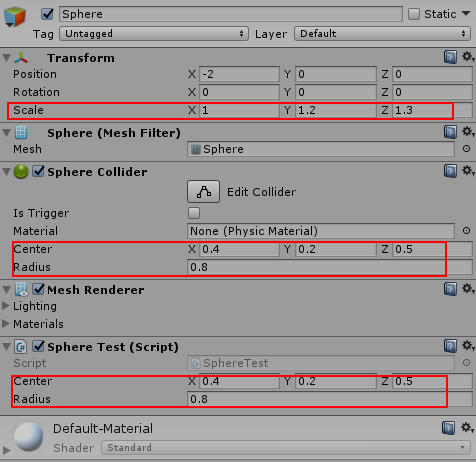 Sphere Static
Tag Untagged Layer Default
Transform
Position X -2 Y 0 Z 0
Rotation X 0 Y 0 Z 0
Scale X 1 Y 1.2 Z 1.3
Sphere (Mesh Filter)
Mesh Sphere
Sphere Collider
Edit Collider
Is Trigger
Material None (Physic Material)
Center X 0.4 Y 0.2 Z 0.5
Radius 0.8
Mesh Renderer
Lighting
Materials
Sphere Test (Script)
Script SphereTest
Center X 0.4 Y 0.2 Z 0.5
Radius 0.8
Default-Material
Shader Standard